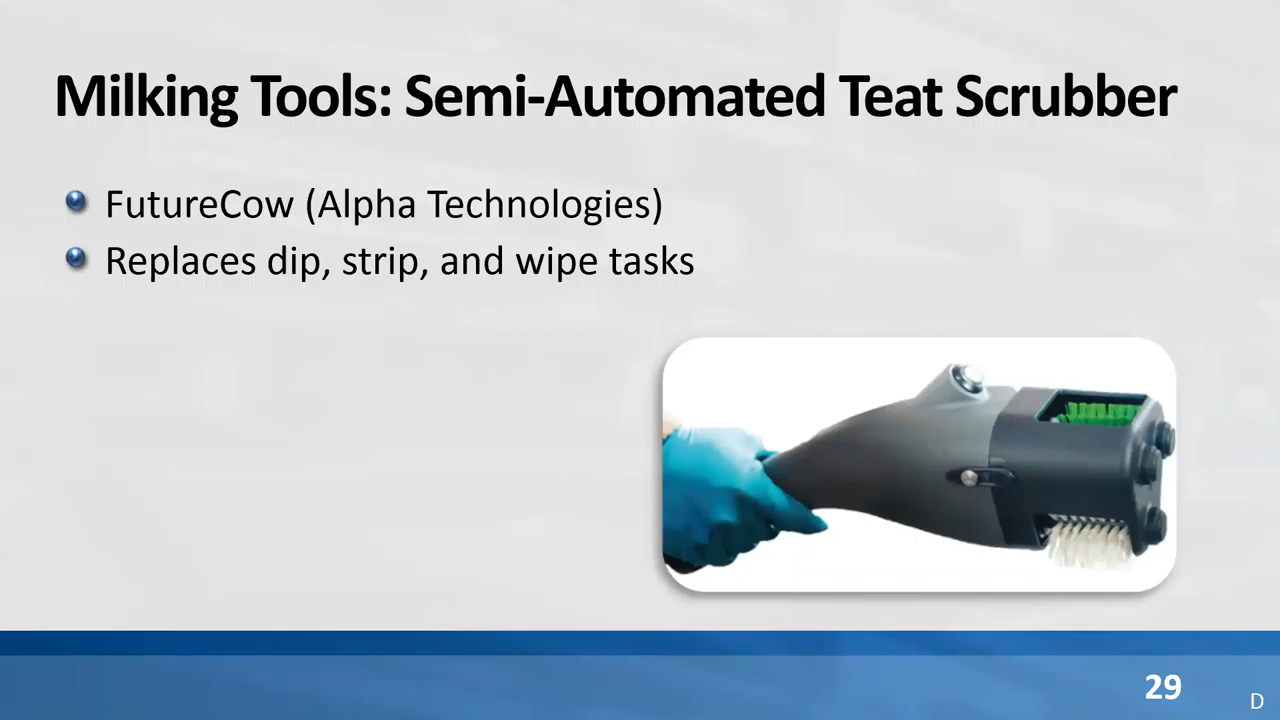 Milking Tools: Semi-Automated Teat Scrubber
FutureCow (Alpha Technologies)
Replaces dip, strip, and wipe tasks
29
D